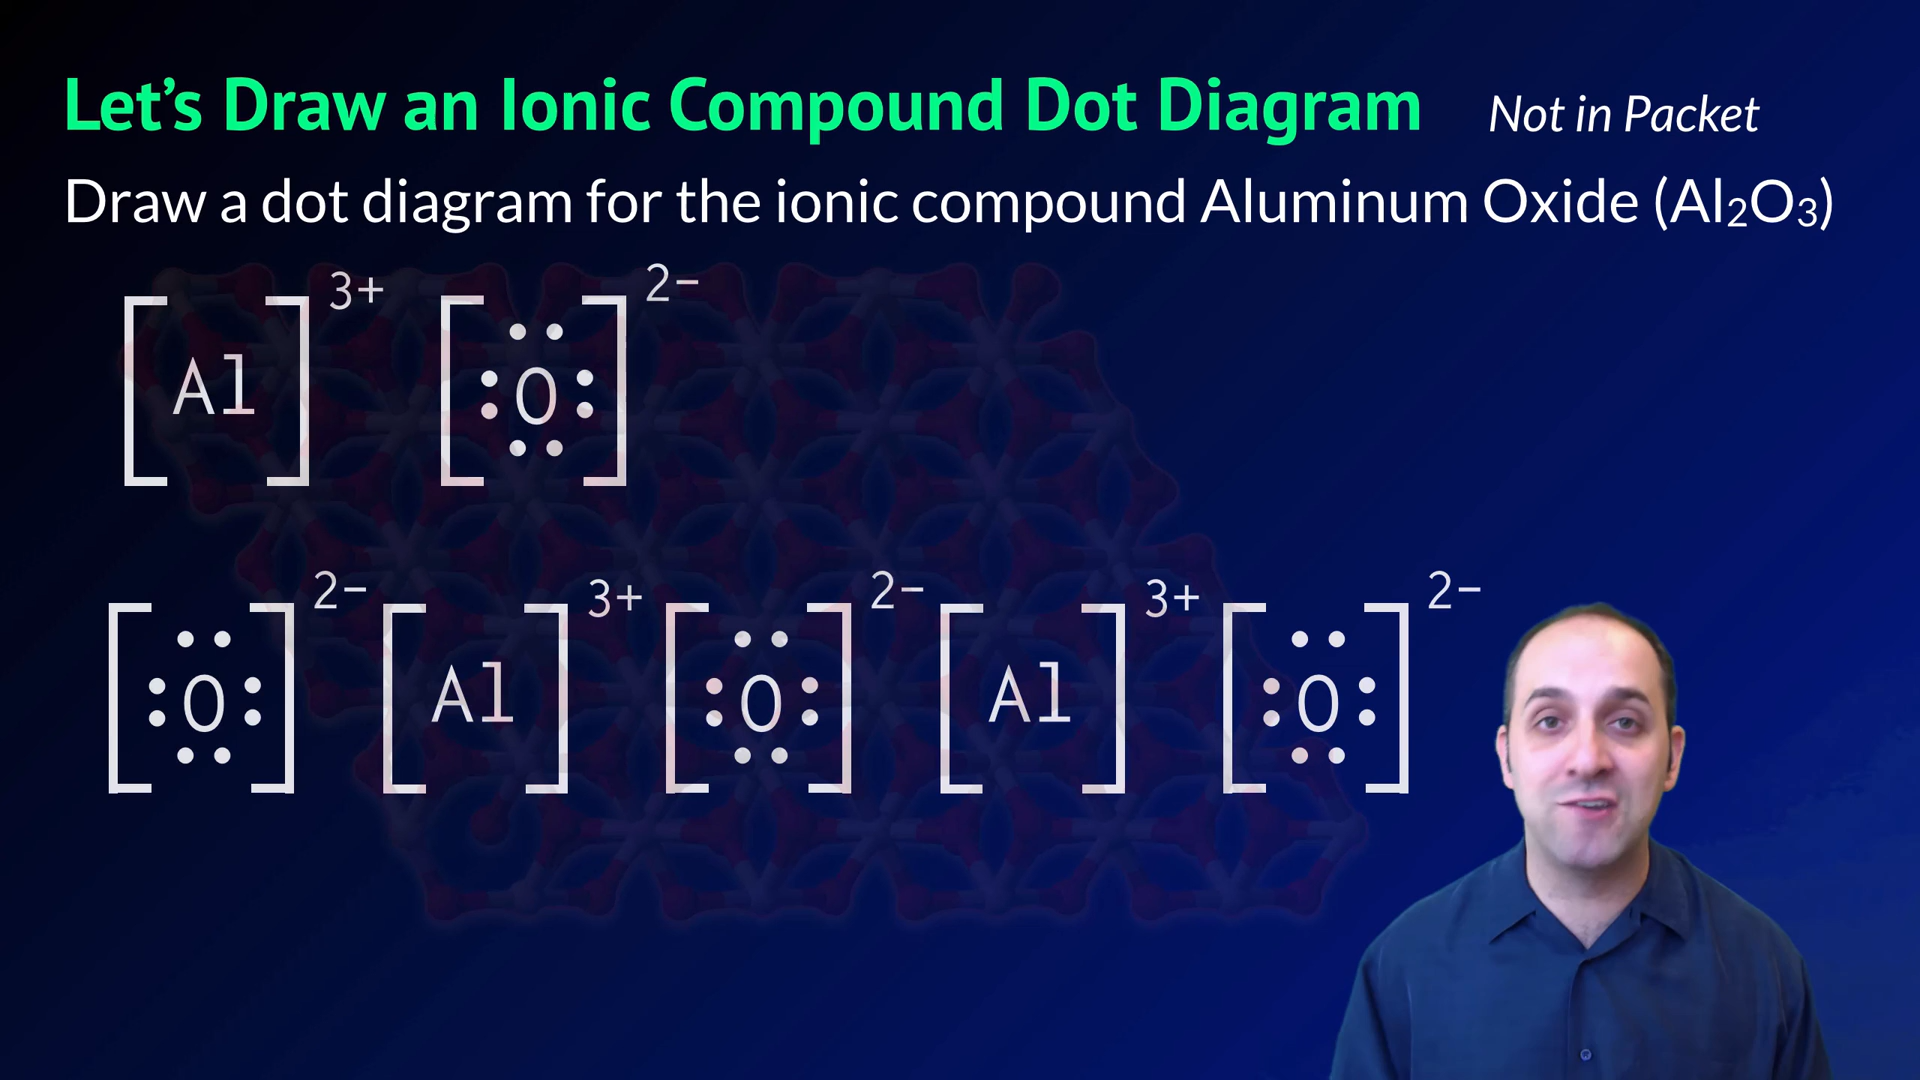 Let's Draw an Ionic Compound Dot Diagram Not in Packet
Draw a dot diagram for the ionic compound Aluminum Oxide (Al₂O₃)
[Al]³⁺ [O]²⁻
[O]²⁻ [Al]³⁺ [O]²⁻ [Al]³⁺ [O]²⁻